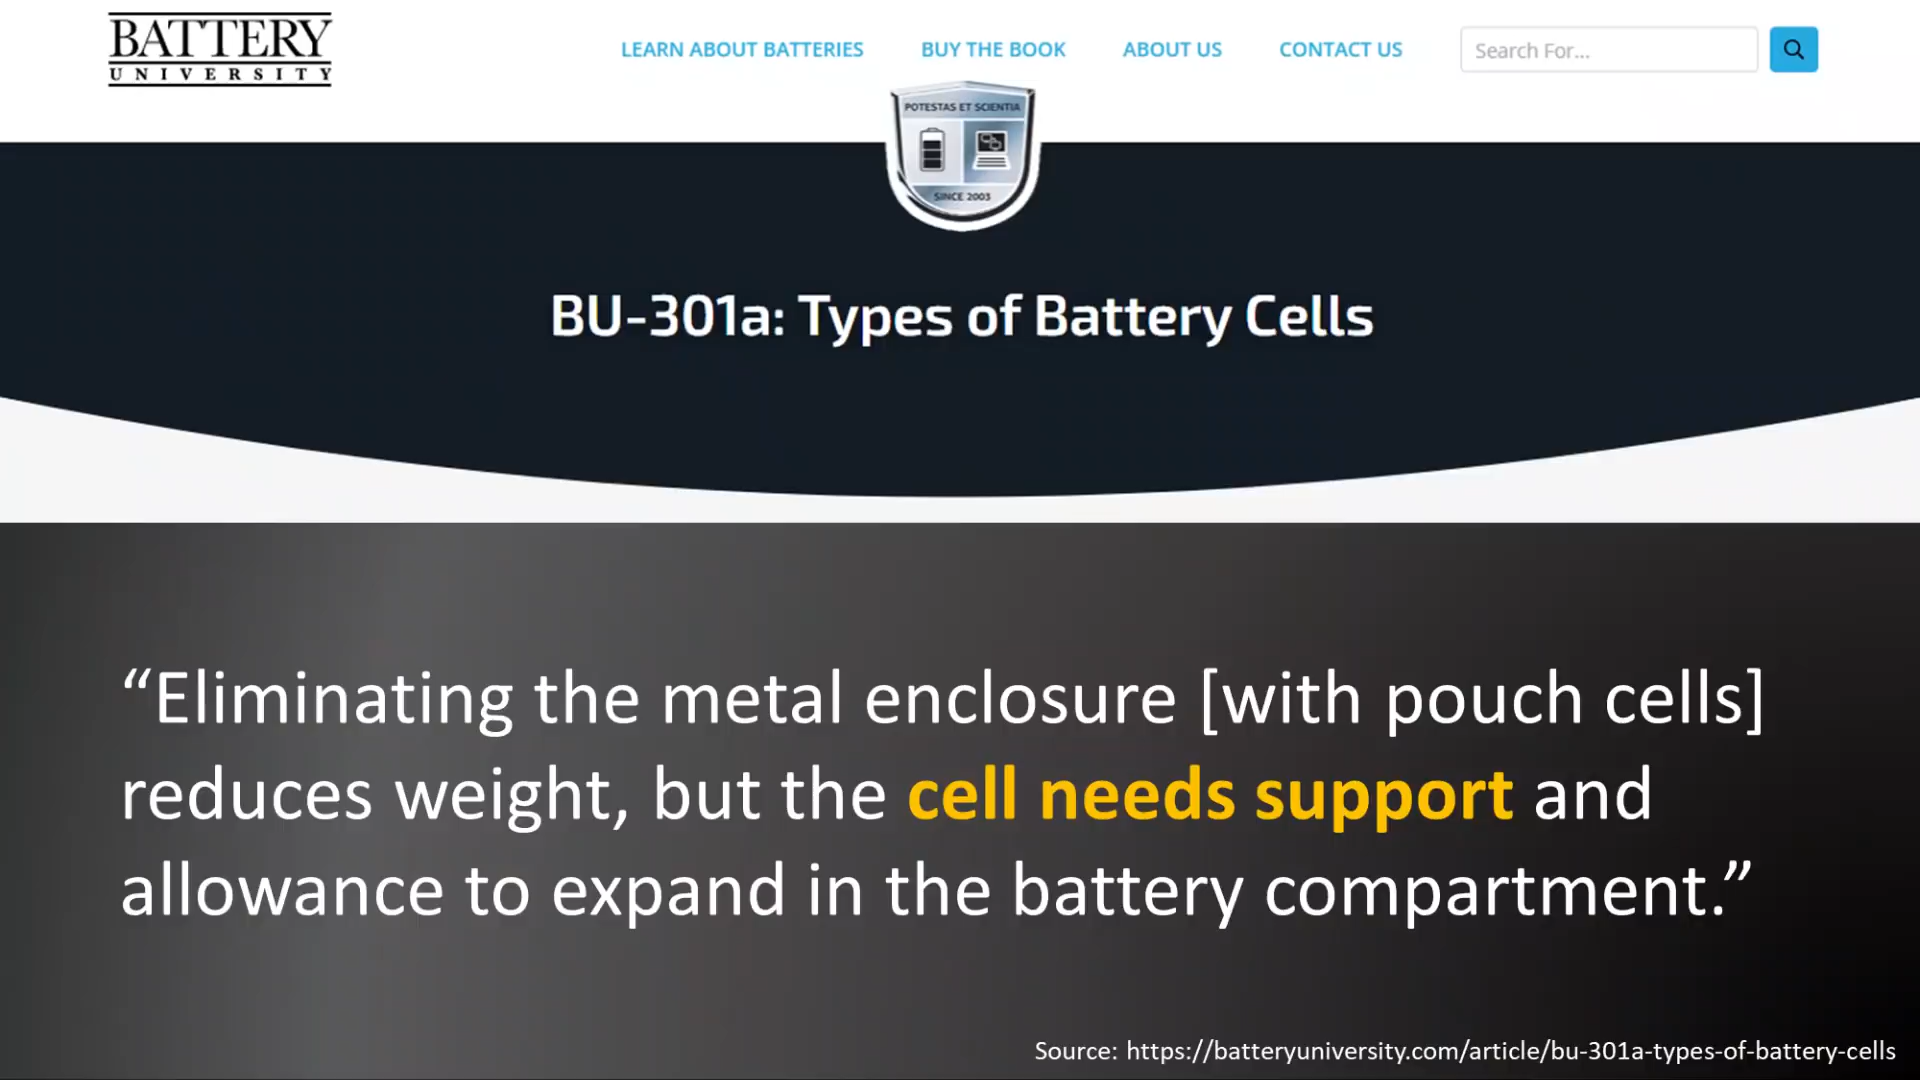 BATTERY
UNIVERSITY
LEARN ABOUT BATTERIES
BUY THE BOOK
ABOUT US
CONTACT US
Search For...
POTESTAS ET SCIENTIA
SINCE 2003
BU-301a: Types of Battery Cells
“Eliminating the metal enclosure [with pouch cells]
reduces weight, but the cell needs support and
allowance to expand in the battery compartment.”
Source: https://batteryuniversity.com/article/bu-301a-types-of-battery-cells